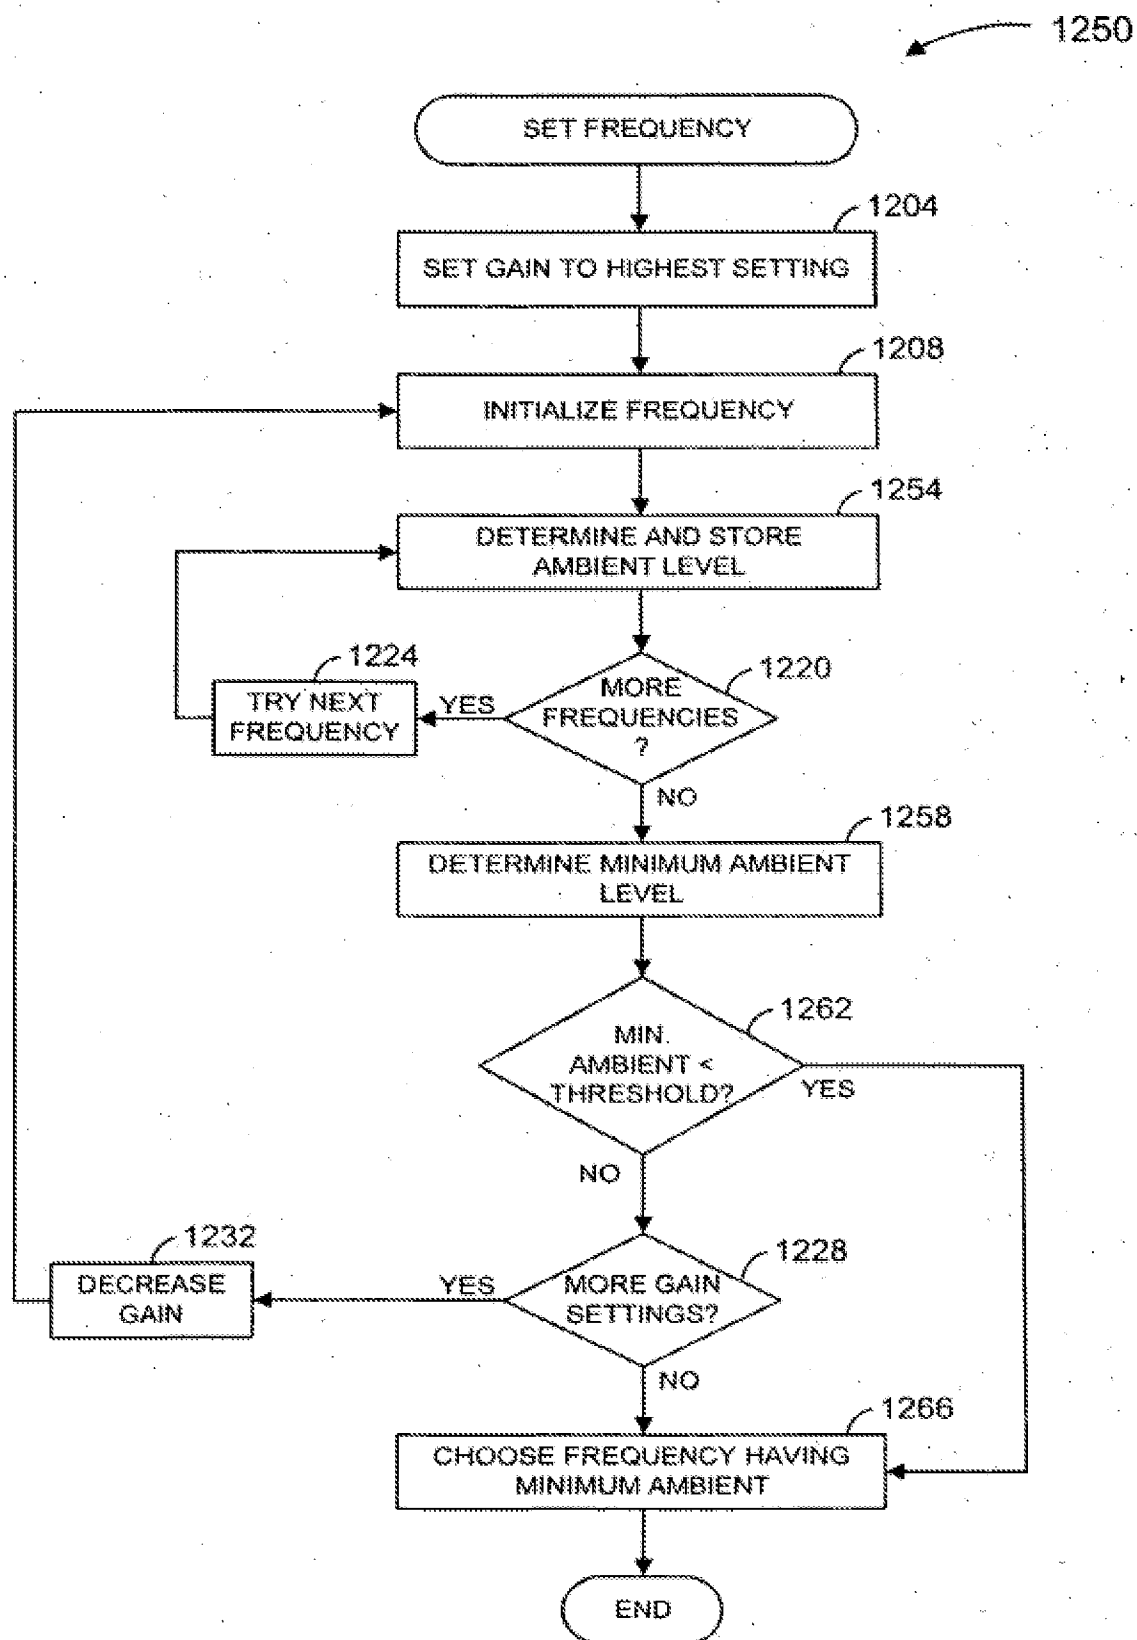 1250
SET FREQUENCY
1204
SET GAIN TO HIGHEST SETTING
1208
INITIALIZE FREQUENCY
1254
DETERMINE AND STORE
AMBIENT LEVEL
1224
TRY NEXT
FREQUENCY
YES
1220
MORE
FREQUENCIES
?
NO
1258
DETERMINE MINIMUM AMBIENT
LEVEL
1262
MIN.
AMBIENT <
THRESHOLD?
YES
NO
1232
DECREASE
GAIN
YES
1228
MORE GAIN
SETTINGS?
NO
1266
CHOOSE FREQUENCY HAVING
MINIMUM AMBIENT
END